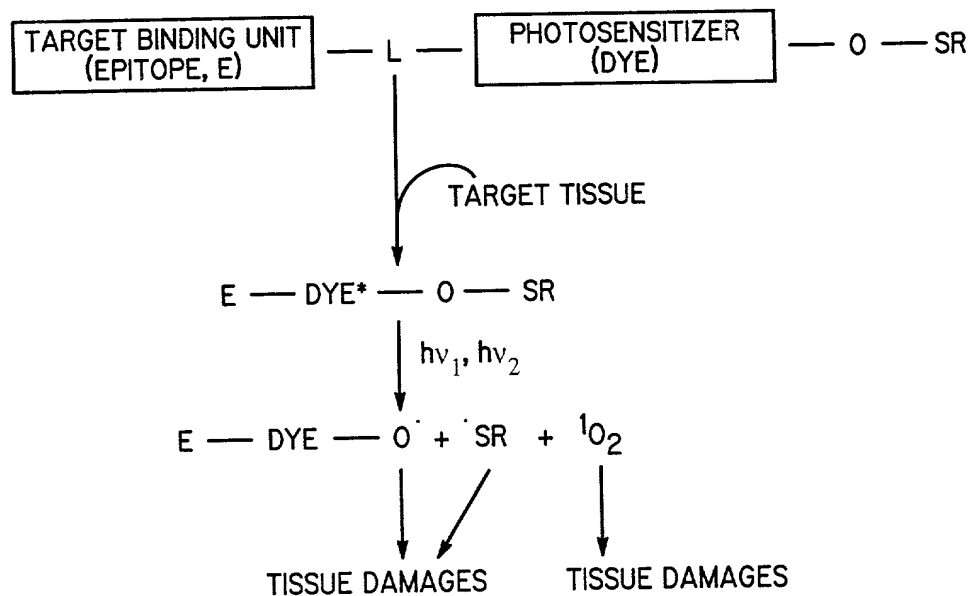 TARGET BINDING UNIT
(EPITOPE, E)
— L —
PHOTOSENSITIZER
(DYE)
— O — SR
TARGET TISSUE
E — DYE* — O — SR
hν₁, hν₂
E — DYE — O˙ + ˙SR + ¹O₂
TISSUE DAMAGES TISSUE DAMAGES